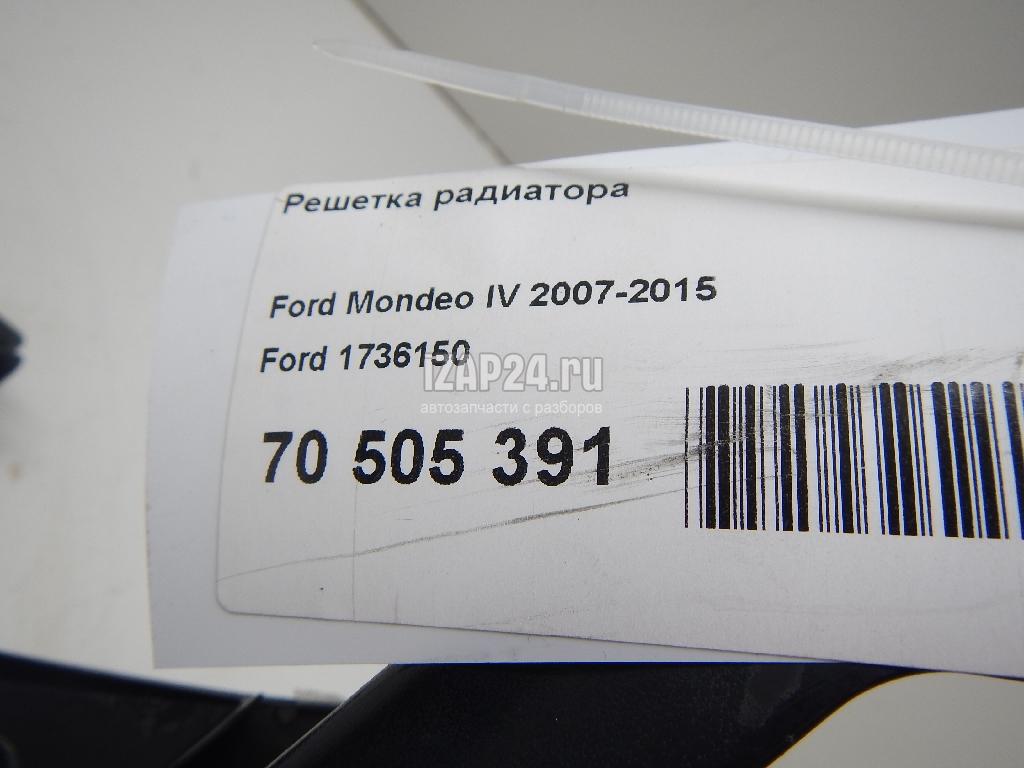 Решетка радиатора
Ford Mondeo IV 2007-2015
Ford 1736150
IZAP24.ru
автозапчасти с разборов
70 505 391